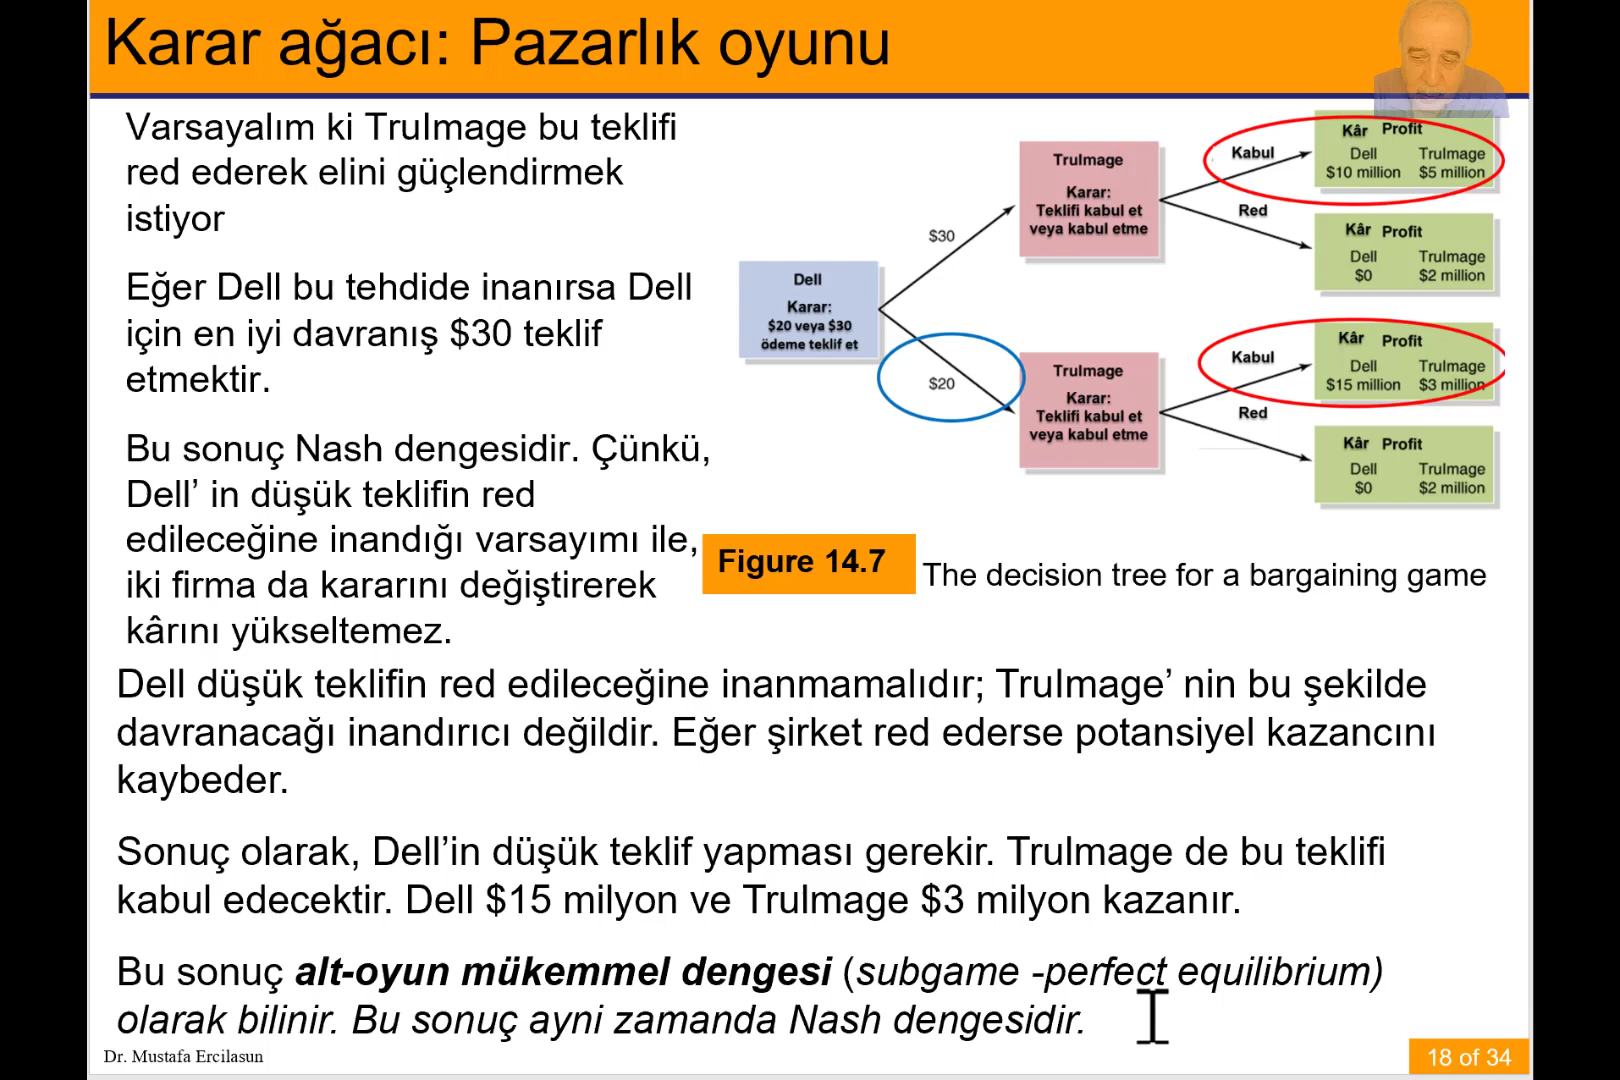 Karar ağacı: Pazarlık oyunu
Varsayalım ki TruImage bu teklifi
red ederek elini güçlendirmek
istiyor
Eğer Dell bu tehdide inanırsa Dell
için en iyi davranış $30 teklif
etmektir.
Bu sonuç Nash dengesidir. Çünkü,
Dell’ in düşük teklifin red
edileceğine inandığı varsayımı ile,
iki firma da kararını değiştirerek
kârını yükseltemez.
Dell
Karar:
$20 veya $30
ödeme teklif et
$30
$20
TruImage
Karar:
Teklifi kabul et
veya kabul etme
Kabul
Red
Kâr Profit
Dell TruImage
$10 million $5 million
Kâr Profit
Dell TruImage
$0 $2 million
TruImage
Karar:
Teklifi kabul et
veya kabul etme
Kabul
Red
Kâr Profit
Dell TruImage
$15 million $3 million
Kâr Profit
Dell TruImage
$0 $2 million
Figure 14.7
The decision tree for a bargaining game
Dell düşük teklifin red edileceğine inanmamalıdır; TruImage’ nin bu şekilde
davranacağı inandırıcı değildir. Eğer şirket red ederse potansiyel kazancını
kaybeder.
Sonuç olarak, Dell’in düşük teklif yapması gerekir. TruImage de bu teklifi
kabul edecektir. Dell $15 milyon ve TruImage $3 milyon kazanır.
Bu sonuç alt-oyun mükemmel dengesi (subgame -perfect equilibrium)
olarak bilinir. Bu sonuç ayni zamanda Nash dengesidir.
Dr. Mustafa Ercilasun
18 of 34